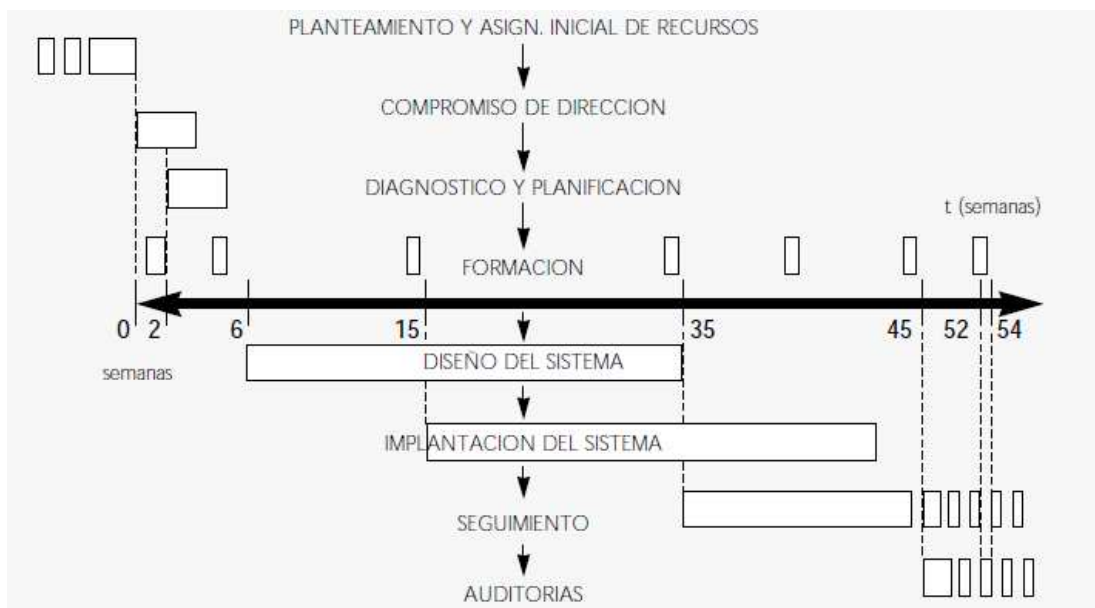 PLANTEAMIENTO Y ASIGN. INICIAL DE RECURSOS
COMPROMISO DE DIRECCION
DIAGNOSTICO Y PLANIFICACION
t (semanas)
FORMACION
0 2 6 15 35 45 52 54
semanas
DISEÑO DEL SISTEMA
IMPLANTACION DEL SISTEMA
SEGUIMIENTO
AUDITORIAS